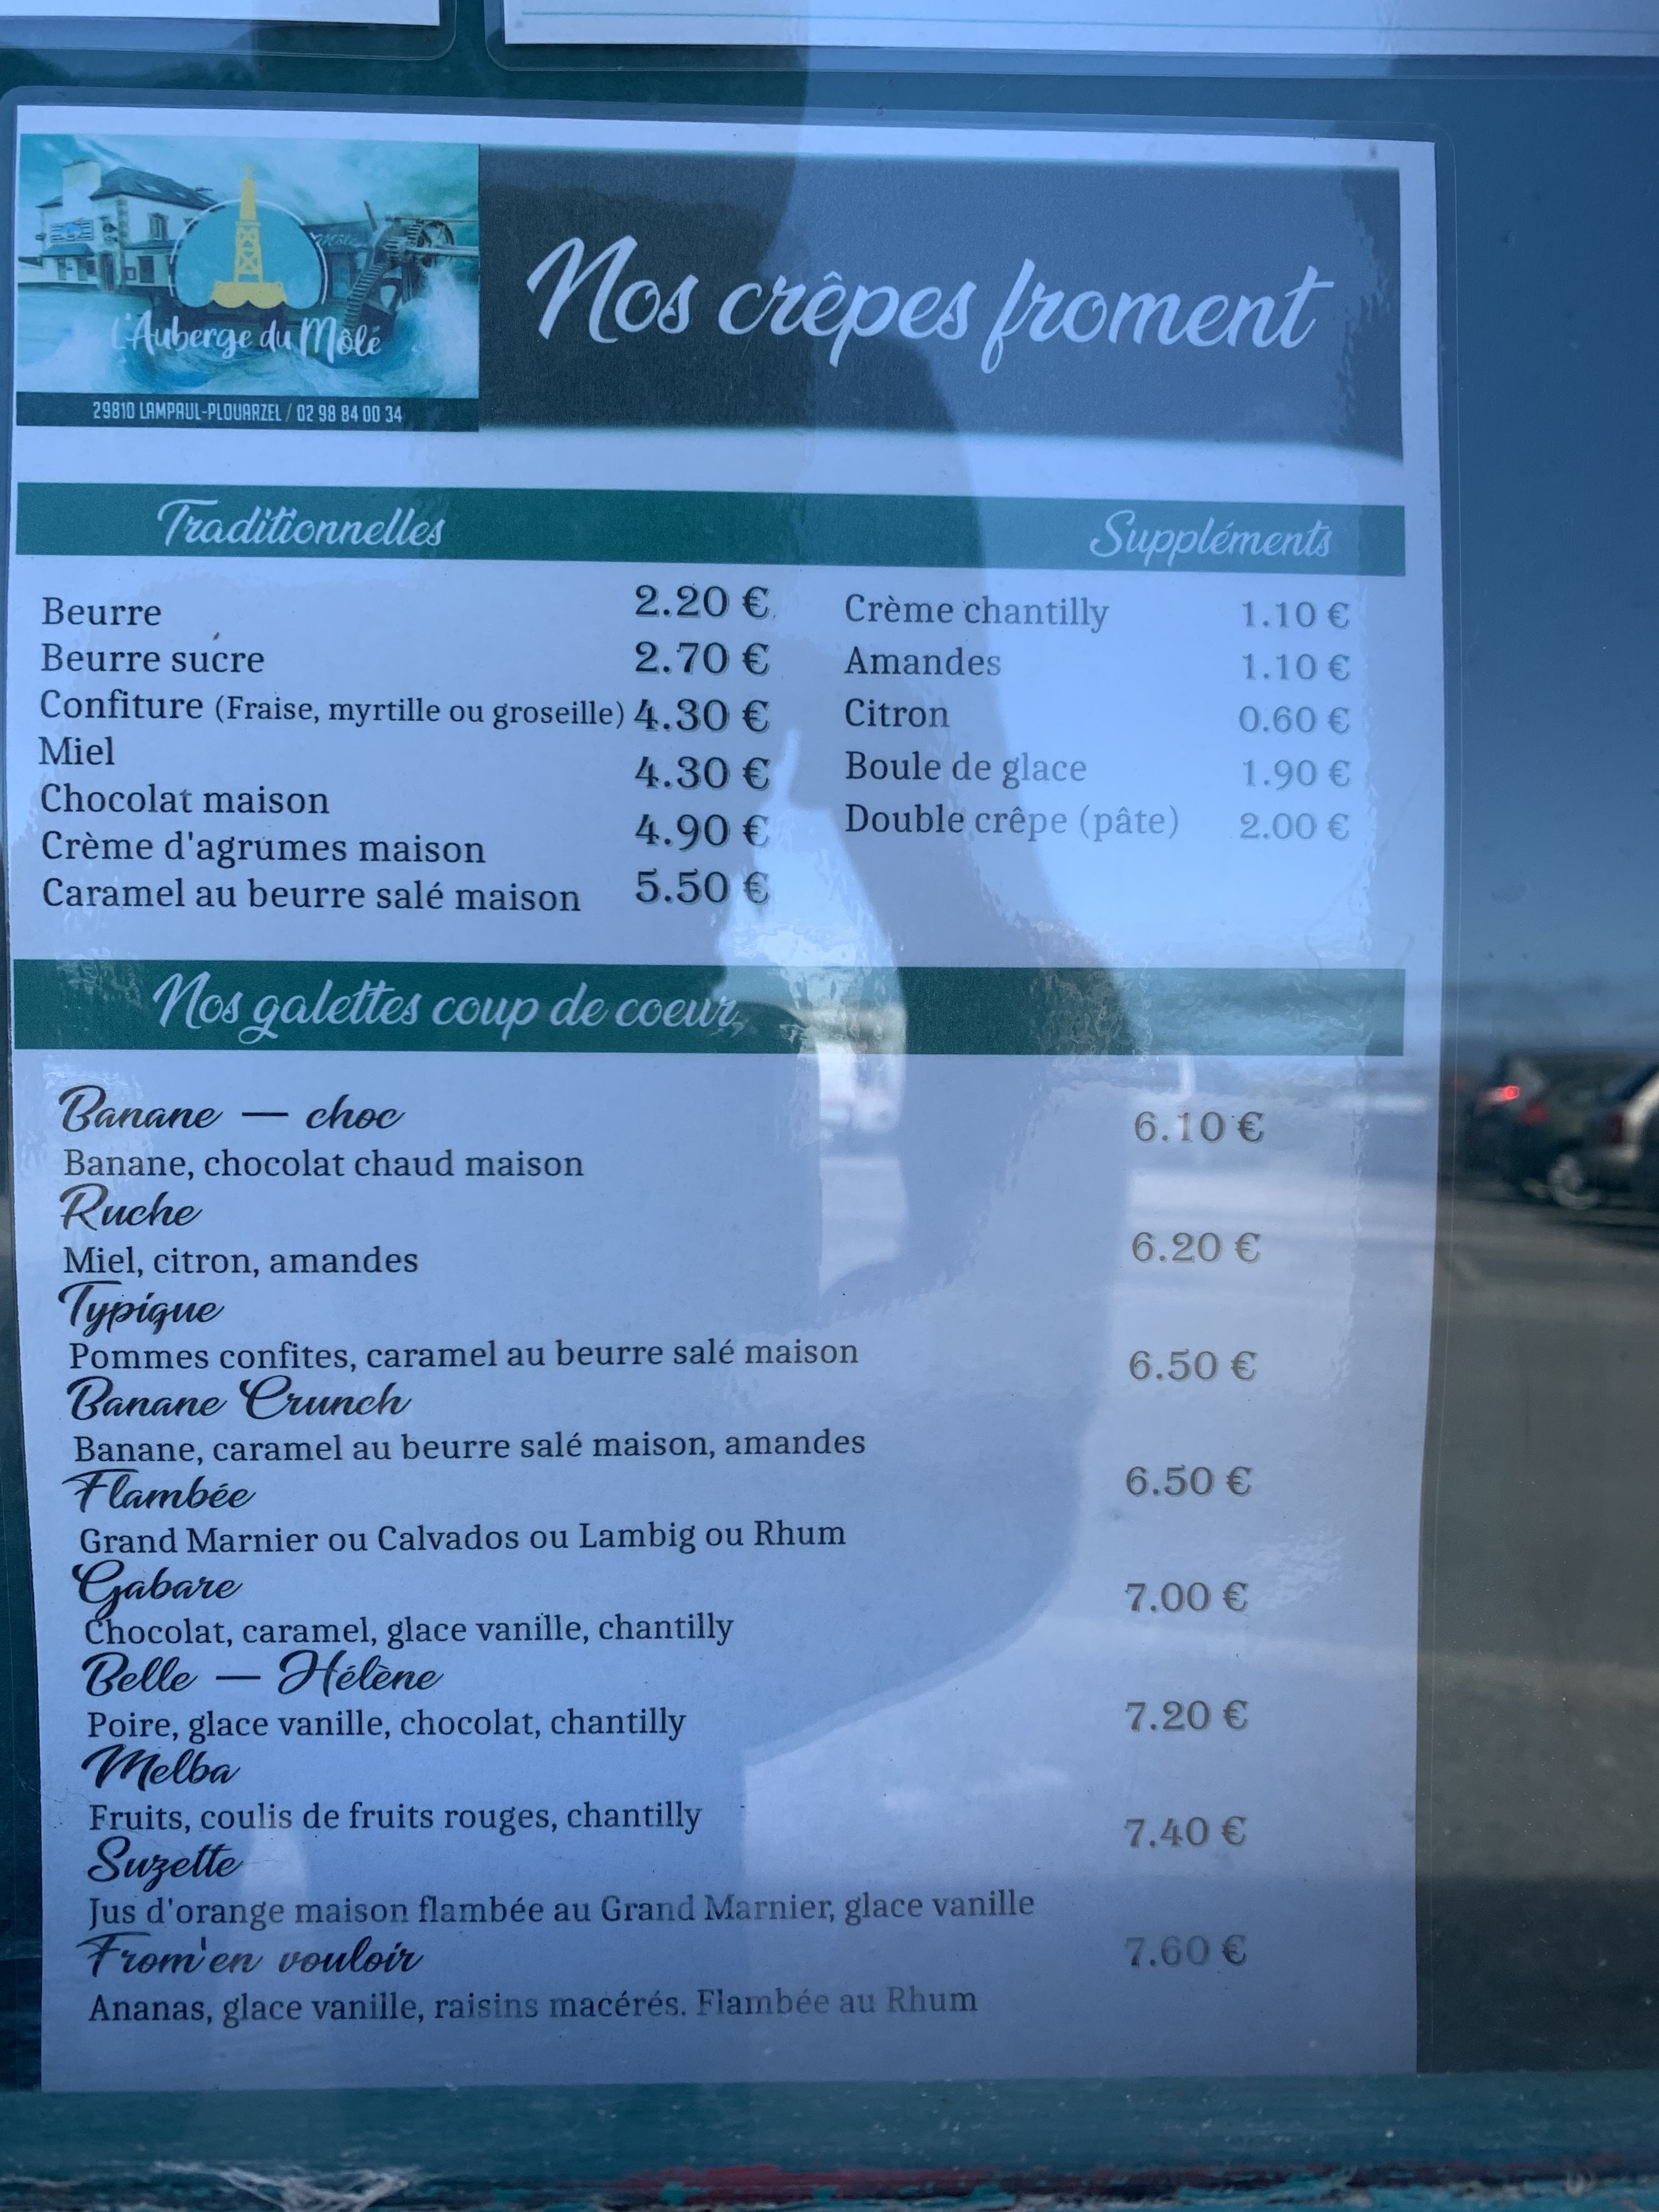 L'Auberge du Môle
29810 LAMPAUL-PLOUARZEL / 02 98 84 00 34
Nos crêpes froment
Traditionnelles
Beurre 2.20 €
Beurre sucre 2.70 €
Confiture (Fraise, myrtille ou groseille) 4.30 €
Miel
4.30 €
Chocolat maison
4.90 €
Crème d'agrumes maison
5.50 €
Caramel au beurre salé maison
Suppléments
Crème chantilly 1.10 €
Amandes 1.10 €
Citron 0.60 €
Boule de glace 1.90 €
Double crêpe (pâte) 2.00 €
Nos galettes coup de coeur
Banane — choc 6.10 €
Banane, chocolat chaud maison
Ruche
6.20 €
Miel, citron, amandes
Typique
Pommes confites, caramel au beurre salé maison 6.50 €
Banane Crunch
Banane, caramel au beurre salé maison, amandes
6.50 €
Flambée
Grand Marnier ou Calvados ou Lambig ou Rhum
Gabare 7.00 €
Chocolat, caramel, glace vanille, chantilly
Belle — Hélène
Poire, glace vanille, chocolat, chantilly 7.20 €
Melba
Fruits, coulis de fruits rouges, chantilly 7.40 €
Suzette
Jus d'orange maison flambée au Grand Marnier, glace vanille
From'en vouloir 7.60 €
Ananas, glace vanille, raisins macérés. Flambée au Rhum